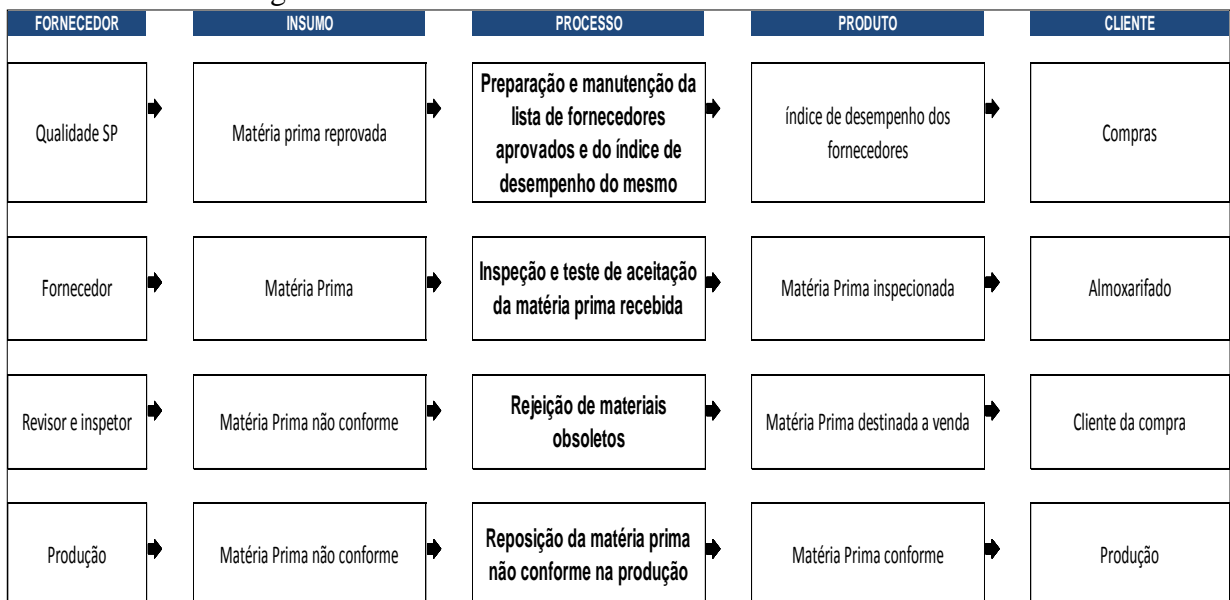 FORNECEDOR
INSUMO
PROCESSO
PRODUTO
CLIENTE
Qualidade SP
Matéria prima reprovada
Preparação e manutenção da
lista de fornecedores
aprovados e do índice de
desempenho do mesmo
índice de desempenho dos
fornecedores
Compras
Fornecedor
Matéria Prima
Inspeção e teste de aceitação
da matéria prima recebida
Matéria Prima inspecionada
Almoxarifado
Revisor e inspetor
Matéria Prima não conforme
Rejeição de materiais
obsoletos
Matéria Prima destinada a venda
Cliente da compra
Produção
Matéria Prima não conforme
Reposição da matéria prima
não conforme na produção
Matéria Prima conforme
Produção